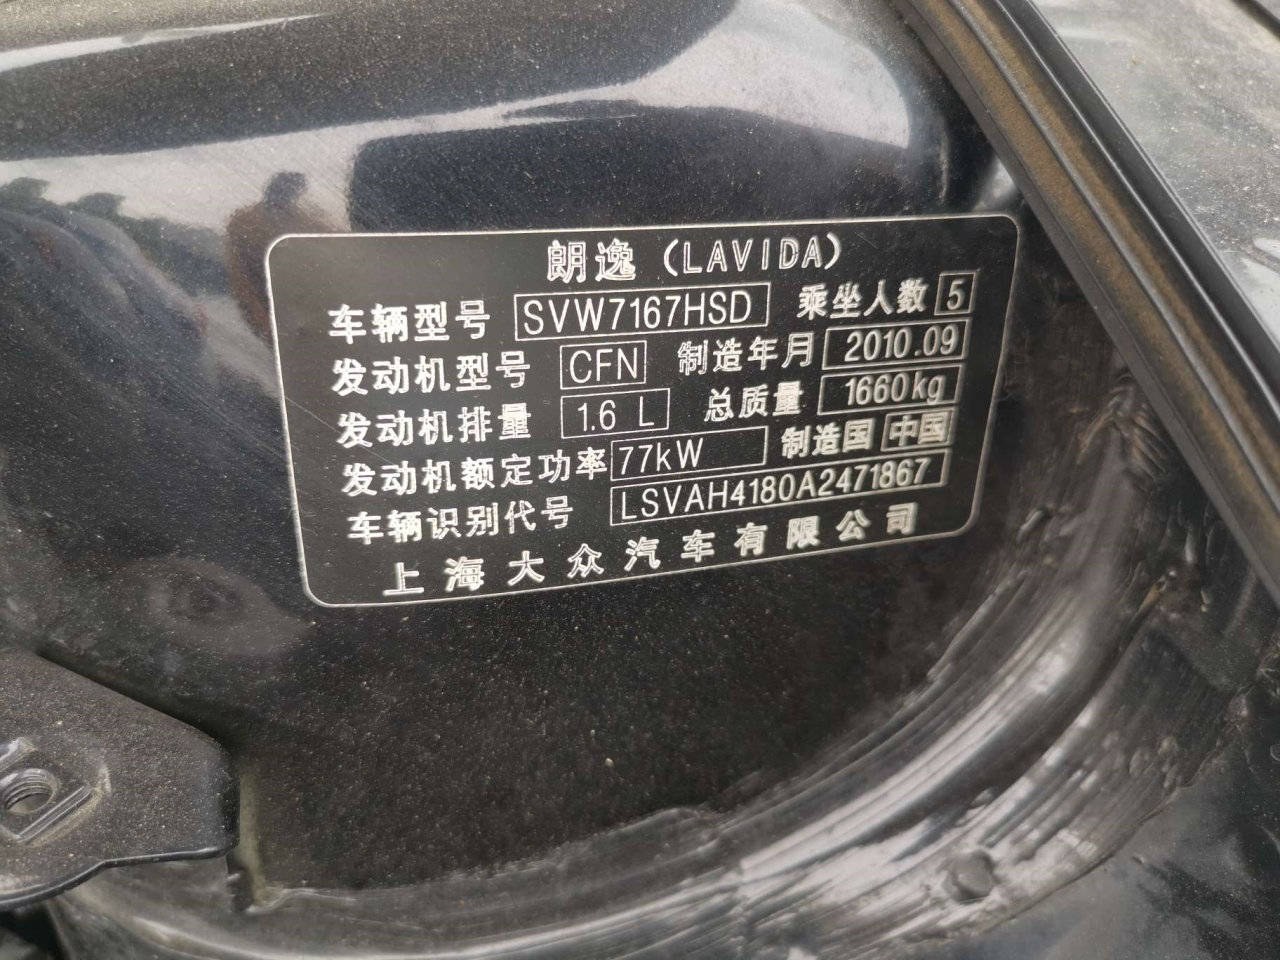 朗逸 (LAVIDA)
车辆型号 SVW7167HSD 乘坐人数 5
发动机型号 CFN 制造年月 2010.09
发动机排量 1.6 L 总质量 1660kg
发动机额定功率 77kW 制造国 中国
车辆识别代号 LSVAH4180A2471867
上海大众汽车有限公司